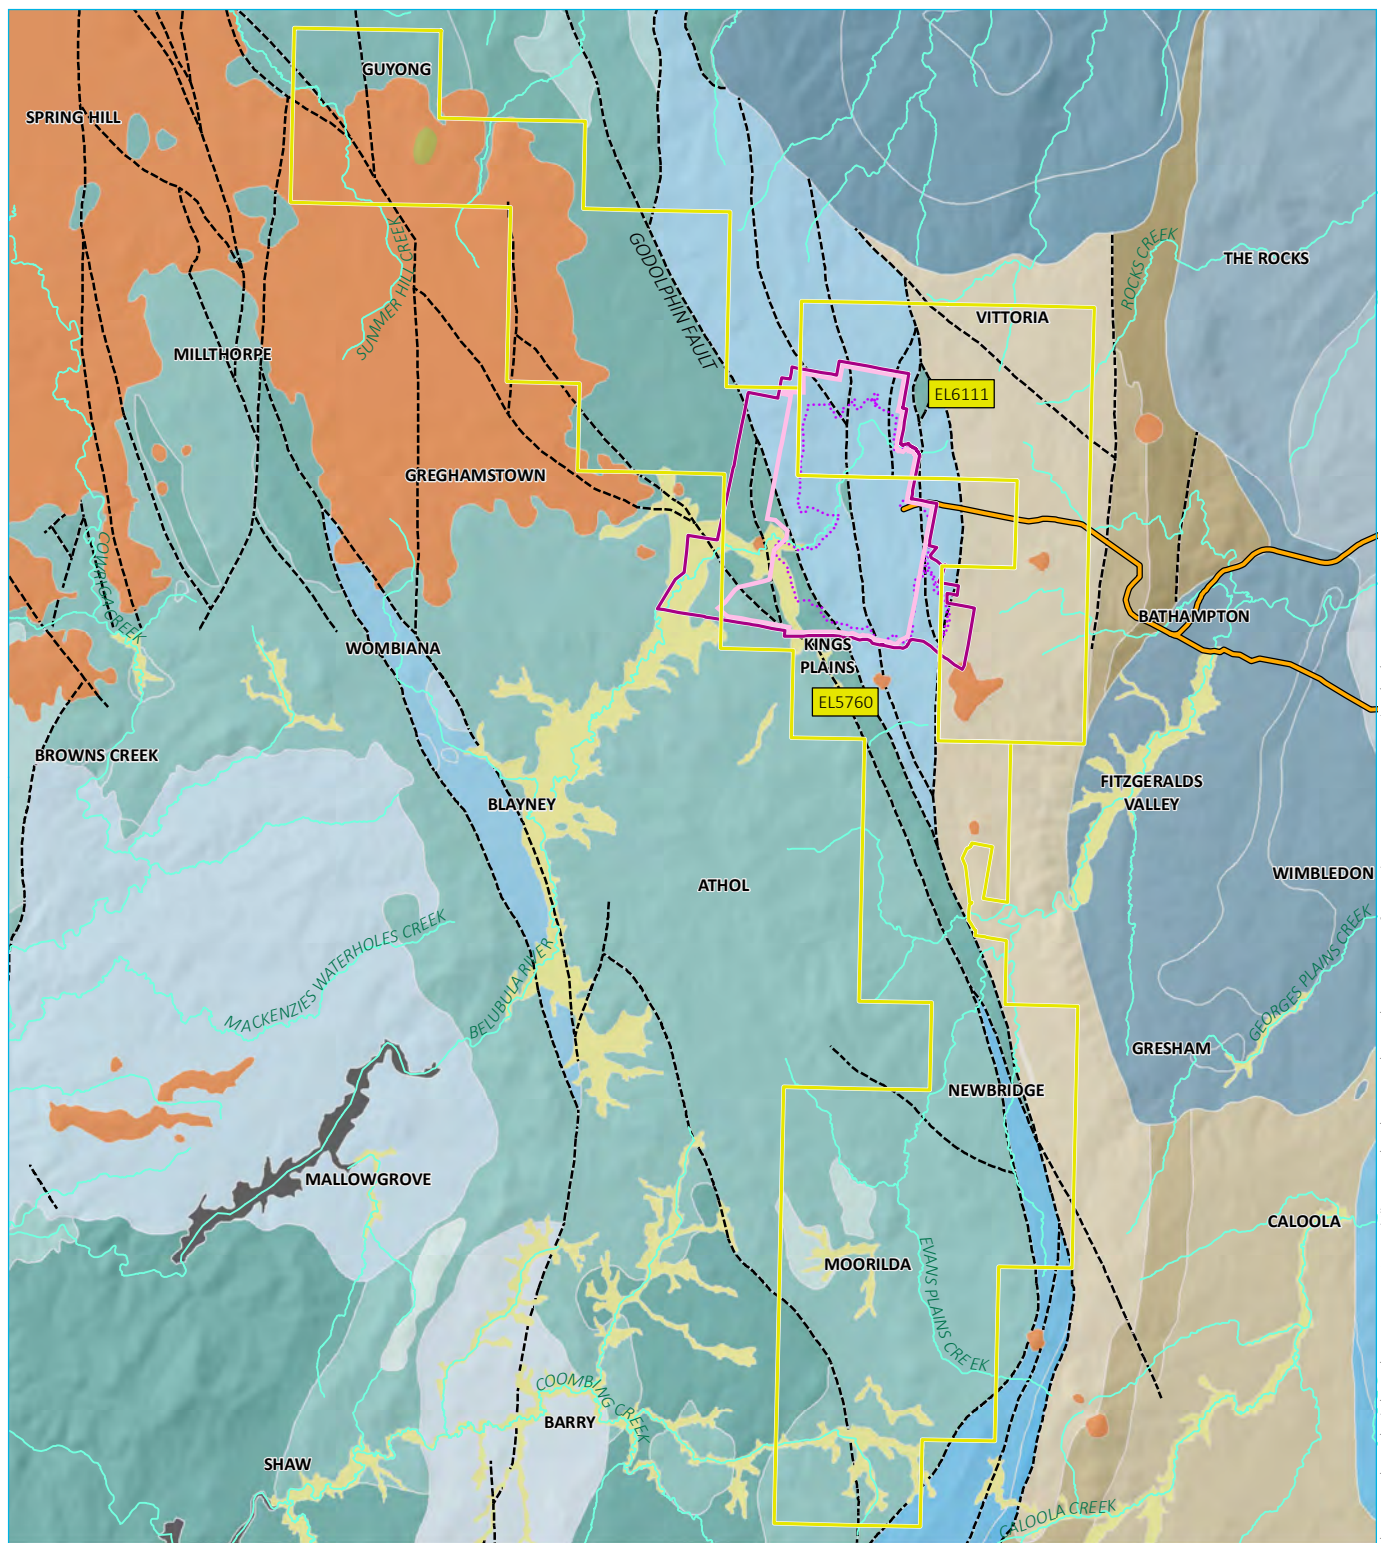 GUYONG
SPRING HILL
SUMMER HILL CREEK
GODOLPHIN FAULT
ROCKS CREEK
THE ROCKS
VITTORIA
MILLTHORPE
EL6111
GREGHAMSTOWN
COWRIGA CREEK
BATHAMPTON
WOMBIANA
KINGS
PLAINS
EL5760
BROWNS CREEK
FITZGERALDS
VALLEY
BLAYNEY
WIMBLEDON
ATHOL
MACKENZIES WATERHOLES CREEK
BELUBULA RIVER
GEORGES PLAINS CREEK
GRESHAM
NEWBRIDGE
MALLOWGROVE
CALOOLA
MOORILDA
EVANS PLAINS CREEK
COOMBING CREEK
BARRY
SHAW
CALOOLA CREEK